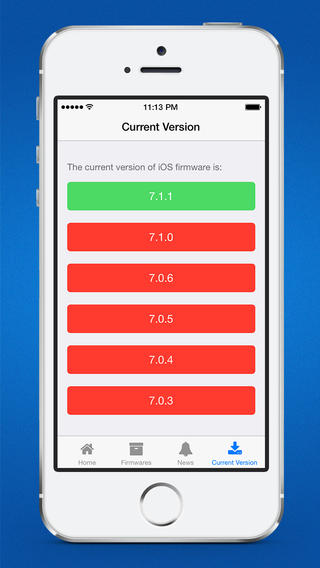 11:13 PM
Current Version
The current version of iOS firmware is:
7.1.1
7.1.0
7.0.6
7.0.5
7.0.4
7.0.3
Home Firmwares News Current Version